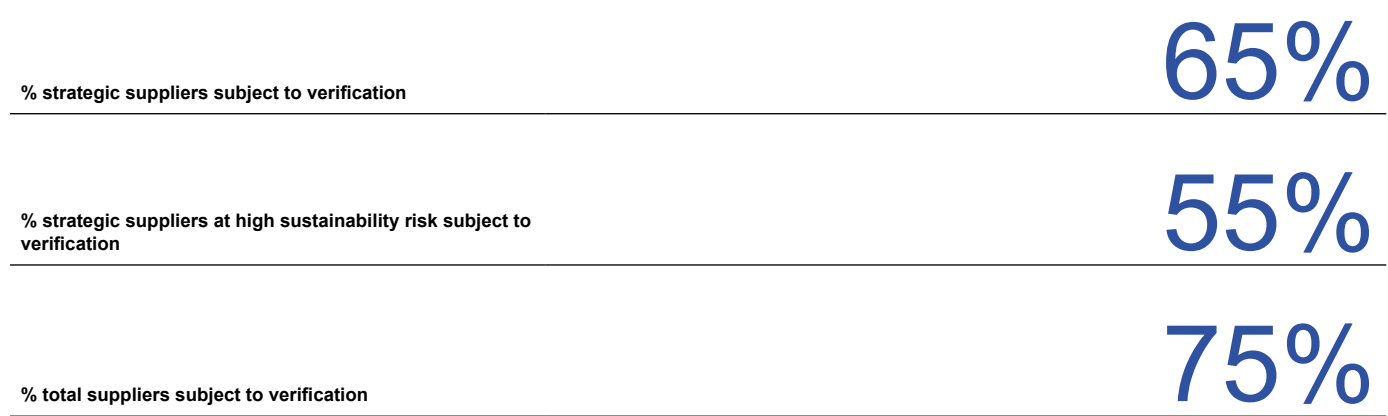 65%
% strategic suppliers subject to verification
55%
% strategic suppliers at high sustainability risk subject to
verification
75%
% total suppliers subject to verification